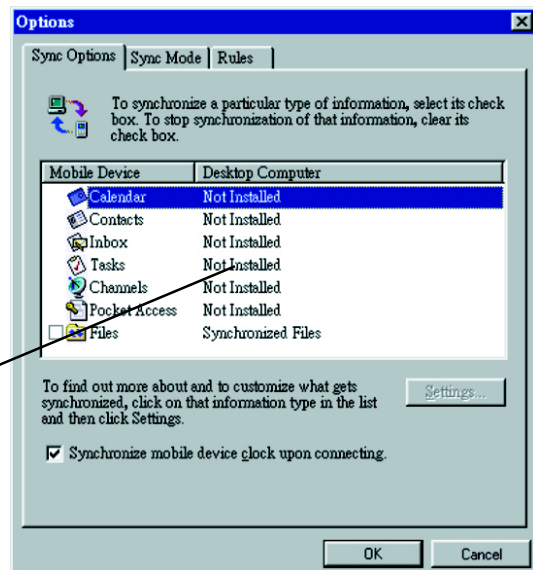 Options
Sync Options Sync Mode Rules
To synchronize a particular type of information, select its check
box. To stop synchronization of that information, clear its
check box.
Mobile Device Desktop Computer
Calendar Not Installed
Contacts Not Installed
Inbox Not Installed
Tasks Not Installed
Channels Not Installed
Pocket Access Not Installed
Files Synchronized Files
To find out more about and to customize what gets
synchronized, click on that information type in the list
and then click Settings.
Settings...
Synchronize mobile device clock upon connecting.
OK Cancel